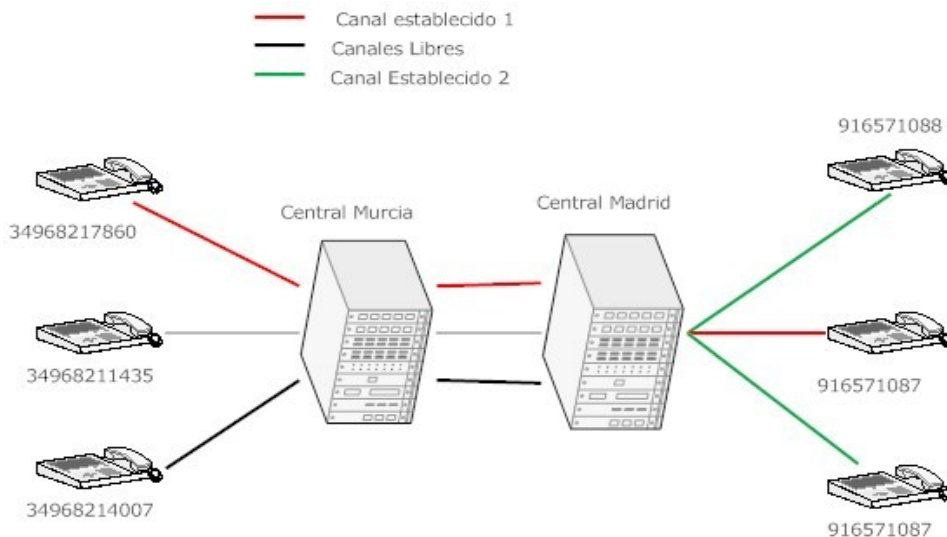 Canal establecido 1
Canales Libres
Canal Establecido 2
916571088
Central Murcia
Central Madrid
34968217860
34968211435
916571087
34968214007
916571087